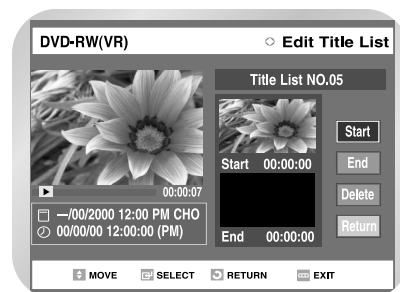 DVD-RW(VR)
Edit Title List
Title List NO.05
Start
Start 00:00:00
End
00:00:07
Delete
—/00/2000 12:00 PM CHO
00/00/00 12:00:00 (PM)
Return
End 00:00:00
MOVE SELECT RETURN EXIT